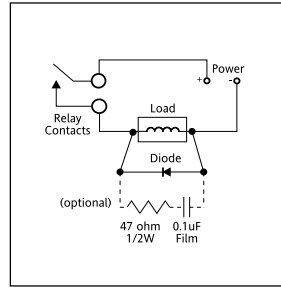 Power
+ -
Relay
Contacts
Load
Diode
(optional)
47 ohm
1/2W
0.1uF
Film